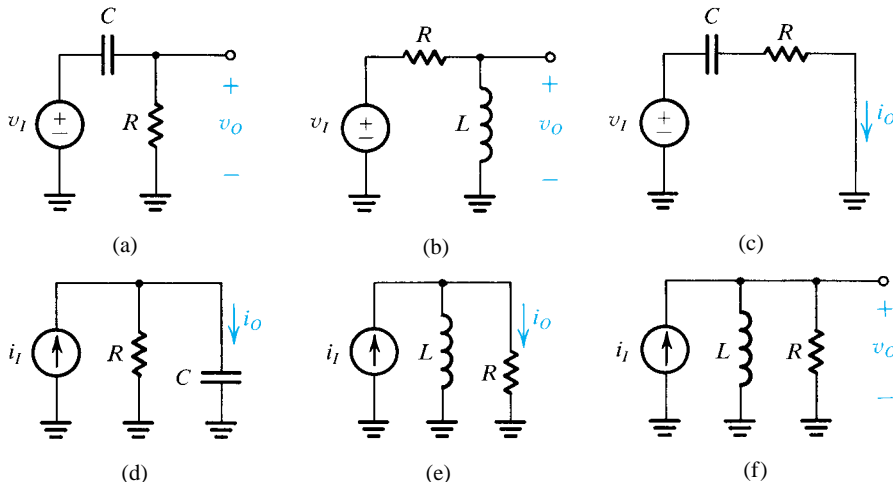 C
+
v_I
R
v_O
−
(a)
R
+
v_I
L
v_O
−
(b)
C
R
v_I
i_O
(c)
i_O
i_I
R
C
(d)
i_O
i_I
L
R
(e)
+
i_I
L
R
v_O
−
(f)